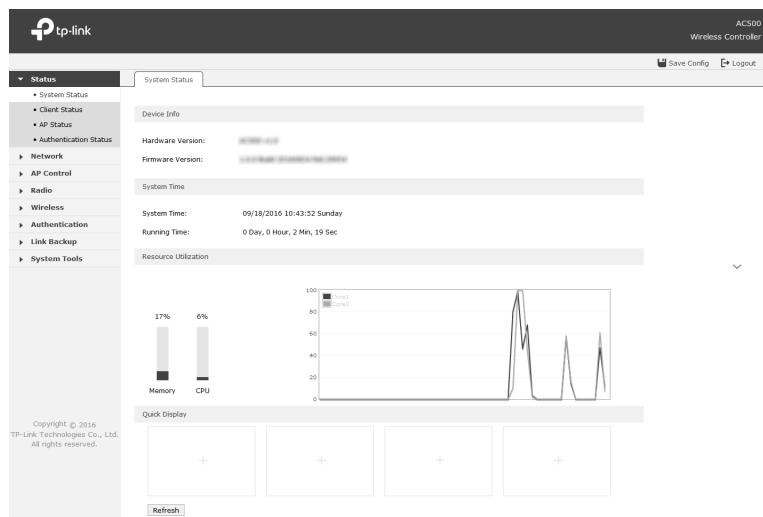 tp-link
AC500
Wireless Controller
Save Config
Logout
Status
System Status
Client Status
AP Status
Authentication Status
Network
AP Control
Radio
Wireless
Authentication
Link Backup
System Tools
Copyright © 2016
TP-Link Technologies Co., Ltd.
All rights reserved.
System Status
Device Info
Hardware Version:
Firmware Version:
System Time
System Time: 09/18/2016 10:43:52 Sunday
Running Time: 0 Day, 0 Hour, 2 Min, 19 Sec
Resource Utilization
17% 6%
Memory CPU
100
80
60
40
20
0
Core1
Core2
Quick Display
+ + + +
Refresh